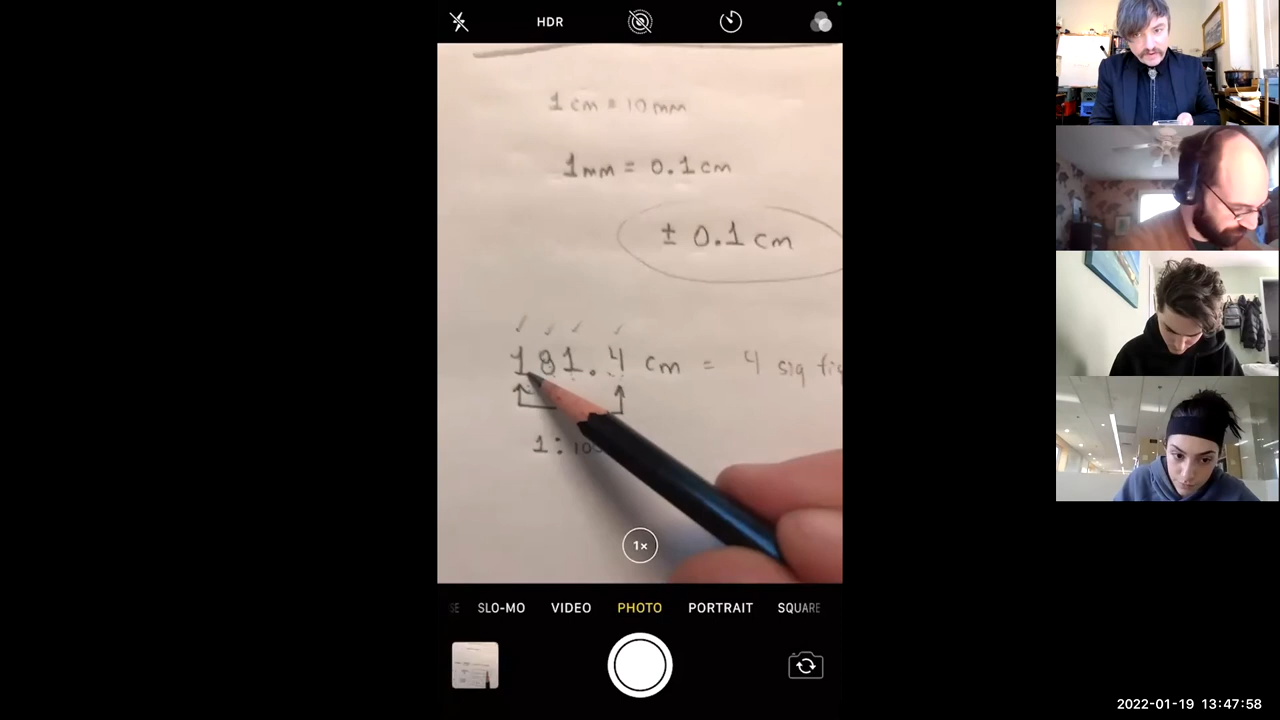 HDR
1 cm = 10 mm
1 mm = 0.1 cm
± 0.1 cm
181.4 cm = 4 sig
1 :
1×
SLO-MO VIDEO PHOTO PORTRAIT SQUARE
2022-01-19 13:47:58